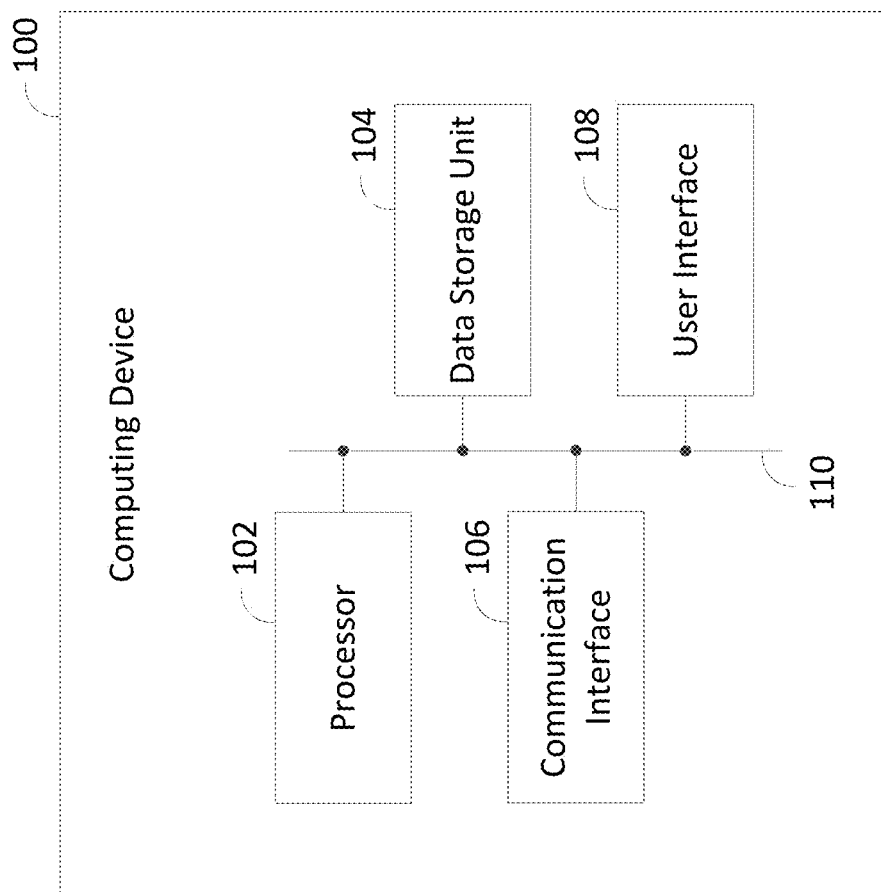 100
Computing Device
102
Processor
104
Data Storage Unit
106
Communication
Interface
108
User Interface
110